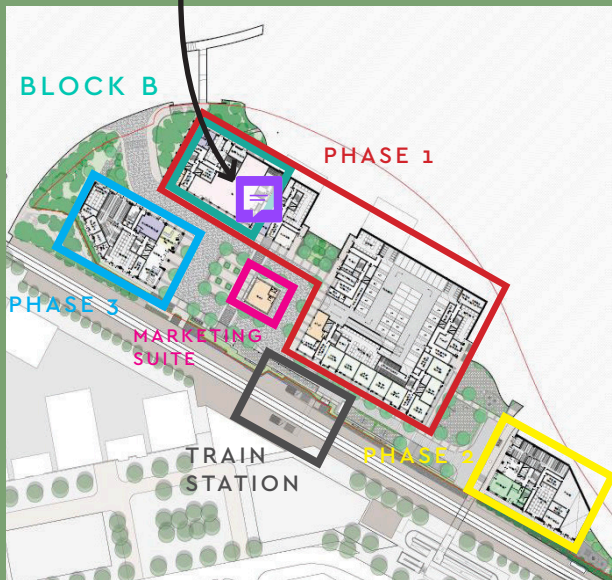 BLOCK B
PHASE 1
PHASE 3
MARKETING
SUITE
TRAIN
STATION
PHASE 2